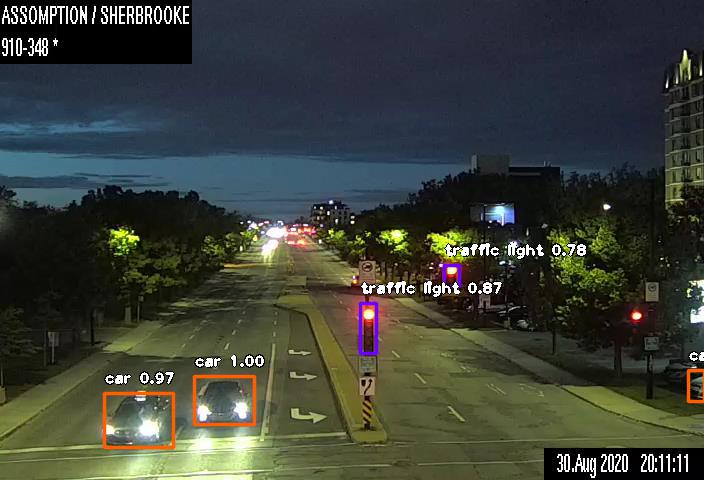 ASSOMPTION / SHERBROOKE
910-348 *
traffic light 0.78
traffic light 0.87
car 1.00
car 0.97
ca
30.Aug 2020 20:11:11